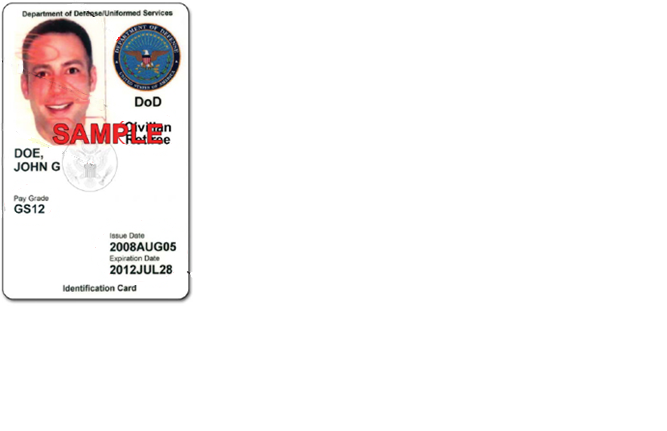 Department of Defense/Uniformed Services
DEPARTMENT OF DEFENSE
UNITED STATES OF AMERICA
DoD
Civilian
Retiree
SAMPLE
DOE,
JOHN G
Pay Grade
GS12
Issue Date
2008AUG05
Expiration Date
2012JUL28
Identification Card